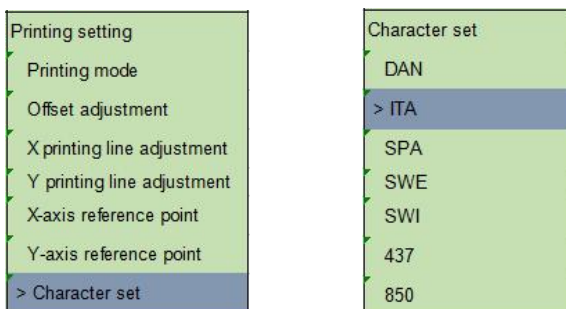 Printing setting
Printing mode
Offset adjustment
X printing line adjustment
Y printing line adjustment
X-axis reference point
Y-axis reference point
> Character set
Character set
DAN
> ITA
SPA
SWE
SWI
437
850